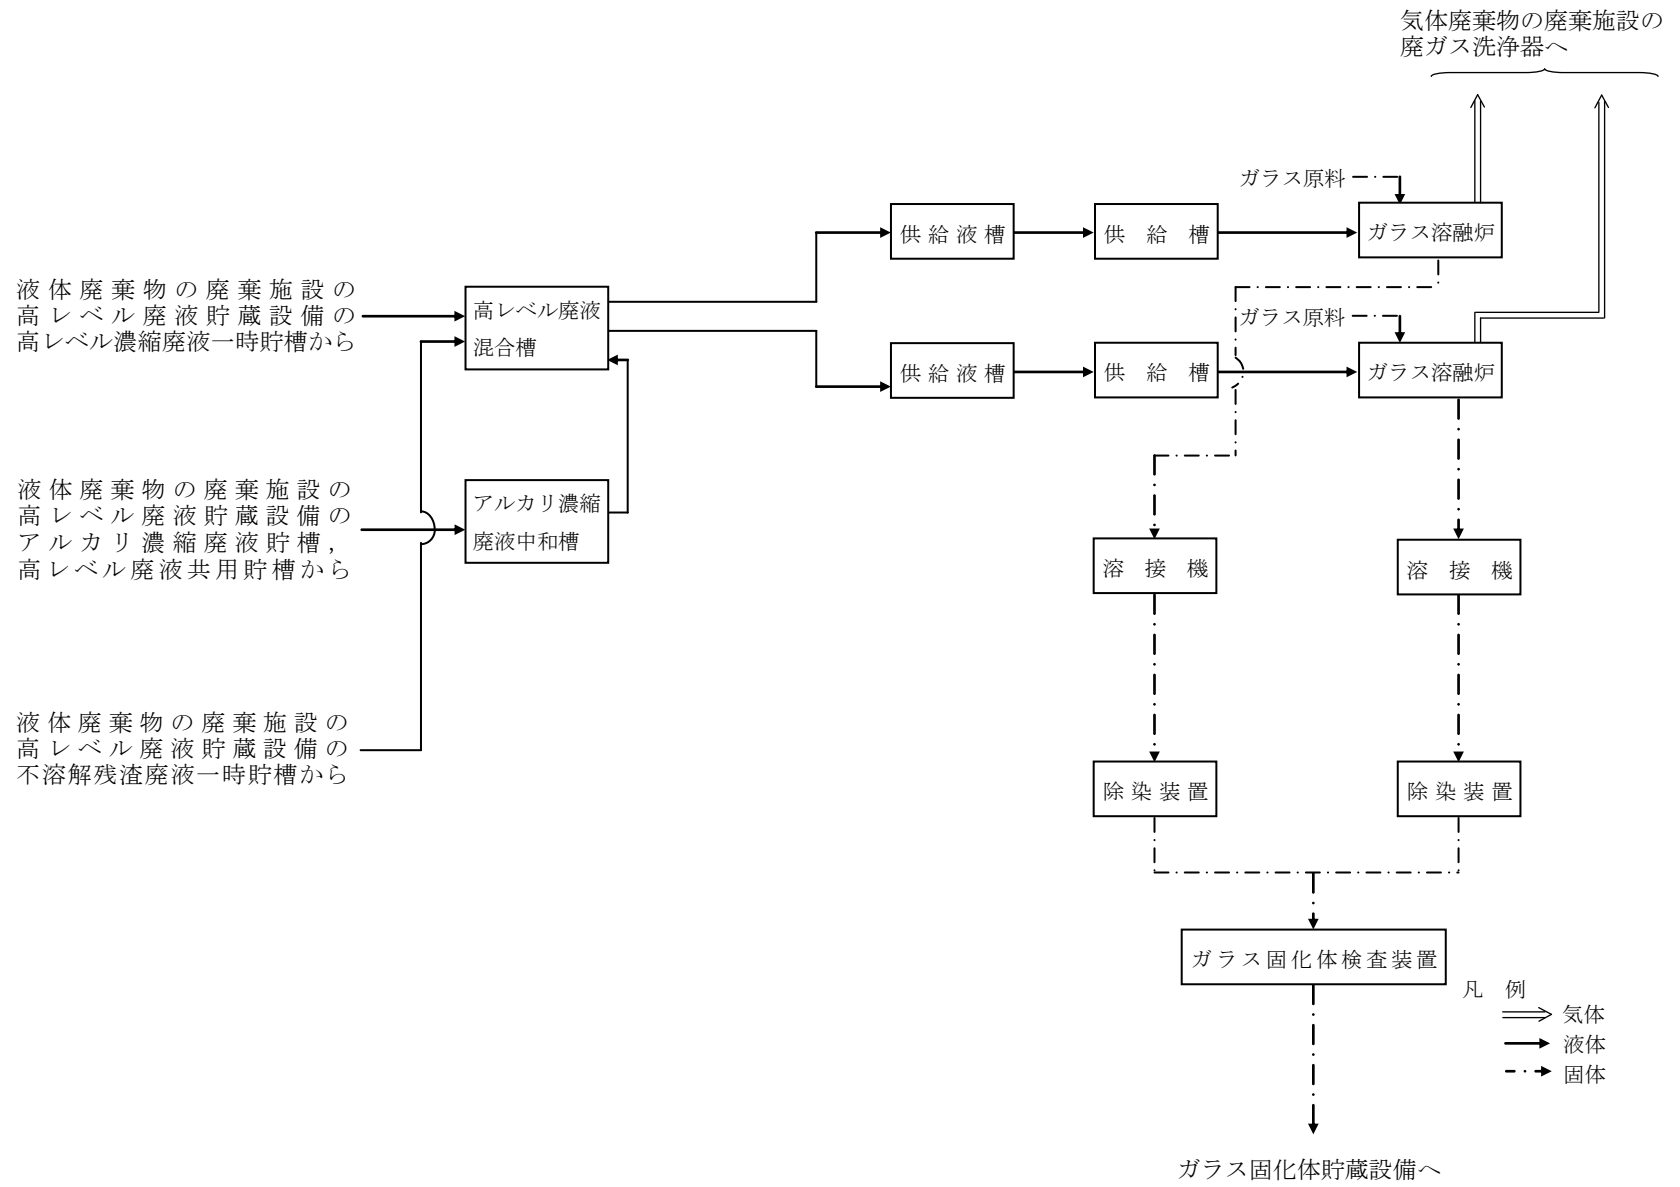 気体廃棄物の廃棄施設の
廃ガス洗浄器へ
ガラス原料
供給液槽
供給槽
ガラス溶融炉
液体廃棄物の廃棄施設の
高レベル廃液貯蔵設備の
高レベル濃縮廃液一時貯槽から
高レベル廃液
混合槽
ガラス原料
供給液槽
供給槽
ガラス溶融炉
液体廃棄物の廃棄施設の
高レベル廃液貯蔵設備の
アルカリ濃縮廃液貯槽，
高レベル廃液共用貯槽から
アルカリ濃縮
廃液中和槽
溶接機
溶接機
液体廃棄物の廃棄施設の
高レベル廃液貯蔵設備の
不溶解残渣廃液一時貯槽から
除染装置
除染装置
ガラス固化体検査装置
凡例
気体
液体
固体
ガラス固化体貯蔵設備へ